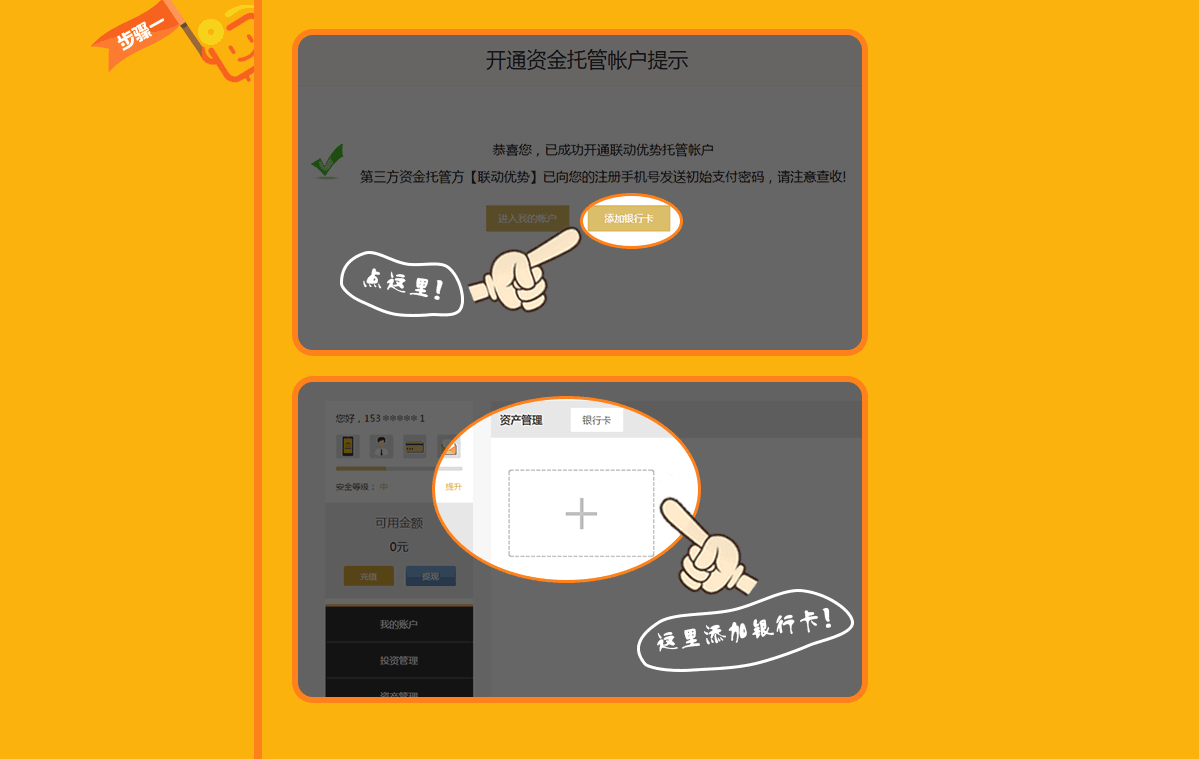 步骤一
开通资金托管帐户提示
恭喜您，已成功开通联动优势托管帐户
第三方资金托管方【联动优势】已向您的注册手机号发送初始支付密码，请注意查收!
进入我的账户
添加银行卡
点这里!
您好，153＊＊＊＊＊1
资产管理
银行卡
安全等级：中
提升
可用金额
0元
充值
提现
这里添加银行卡!
我的账户
投资管理
资产管理